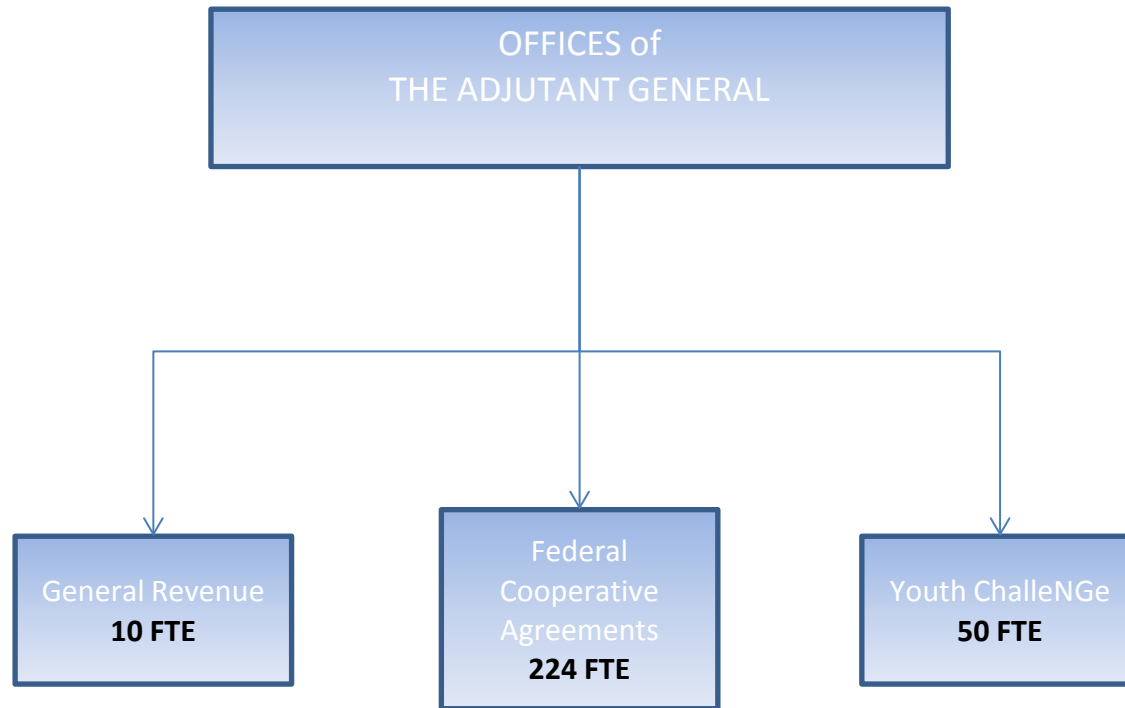 OFFICES of
THE ADJUTANT GENERAL
General Revenue
10 FTE
Federal
Cooperative
Agreements
224 FTE
Youth ChalleNGe
50 FTE